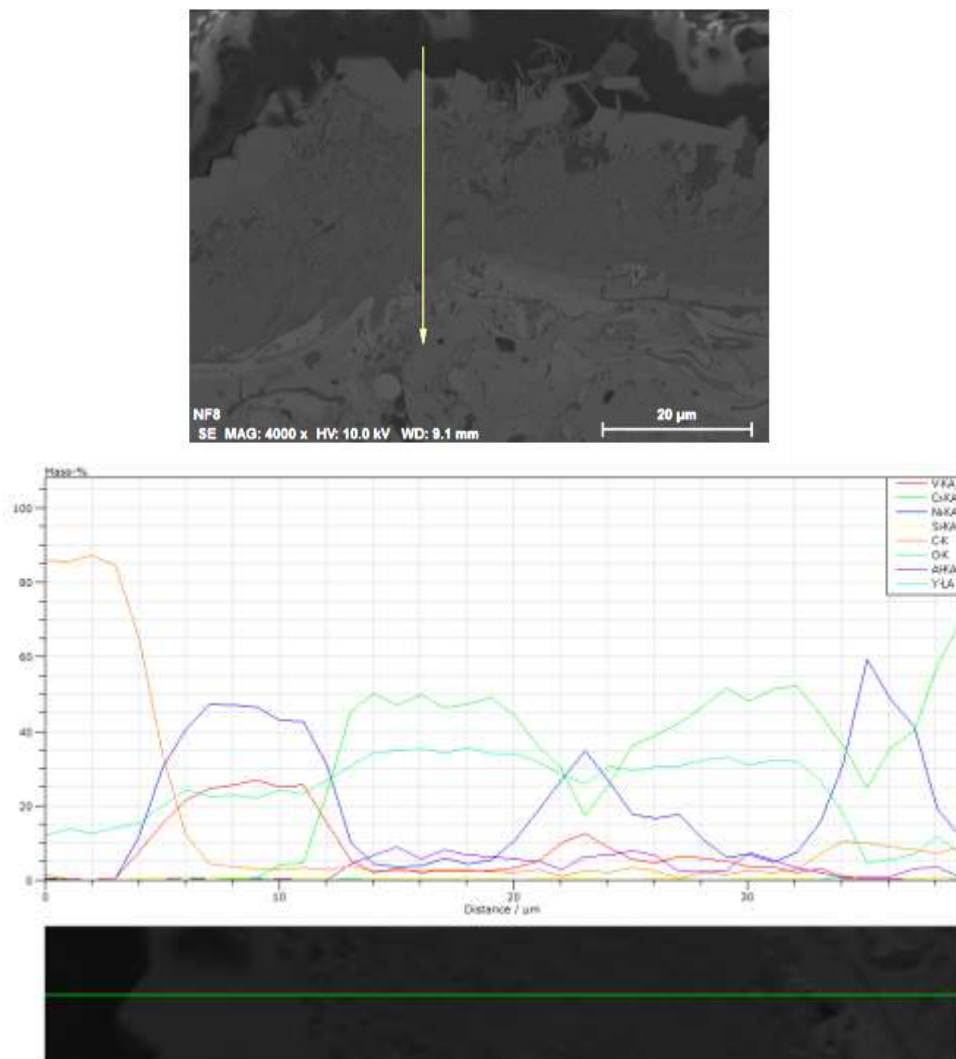 NF8
20 µm
SE MAG: 4000 x HV: 10.0 kV WD: 9.1 mm
Mass-%
100
80
60
40
20
0
0
10
20
30
Distance / µm
V-KA
Cr-KA
Ni-KA
Si-KA
C-K
O-K
Al-KA
Y-LA